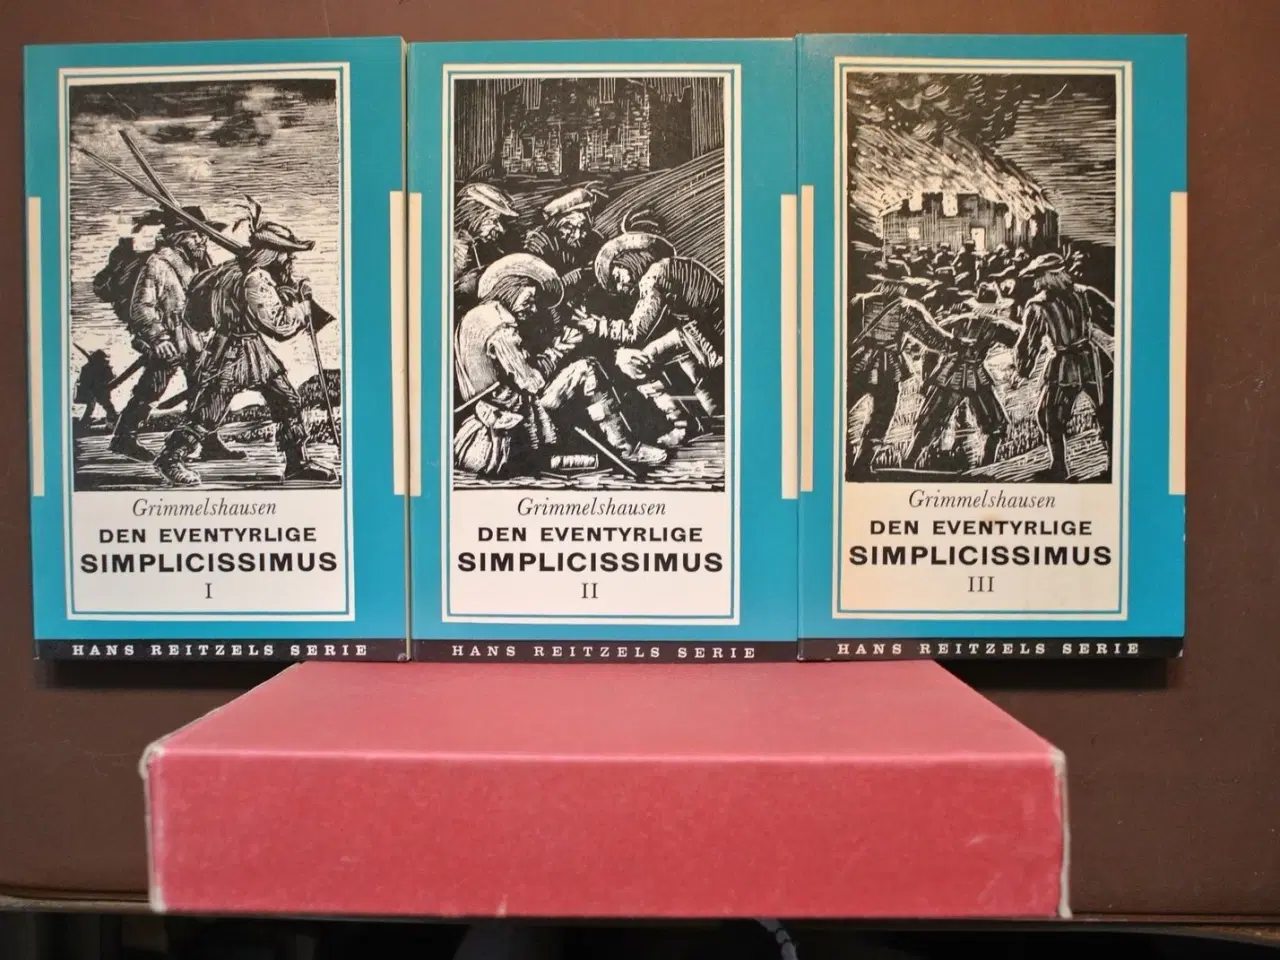 Grimmelshausen
DEN EVENTYRLIGE
SIMPLICISSIMUS
I
HANS REITZELS SERIE
Grimmelshausen
DEN EVENTYRLIGE
SIMPLICISSIMUS
II
HANS REITZELS SERIE
Grimmelshausen
DEN EVENTYRLIGE
SIMPLICISSIMUS
III
HANS REITZELS SERIE